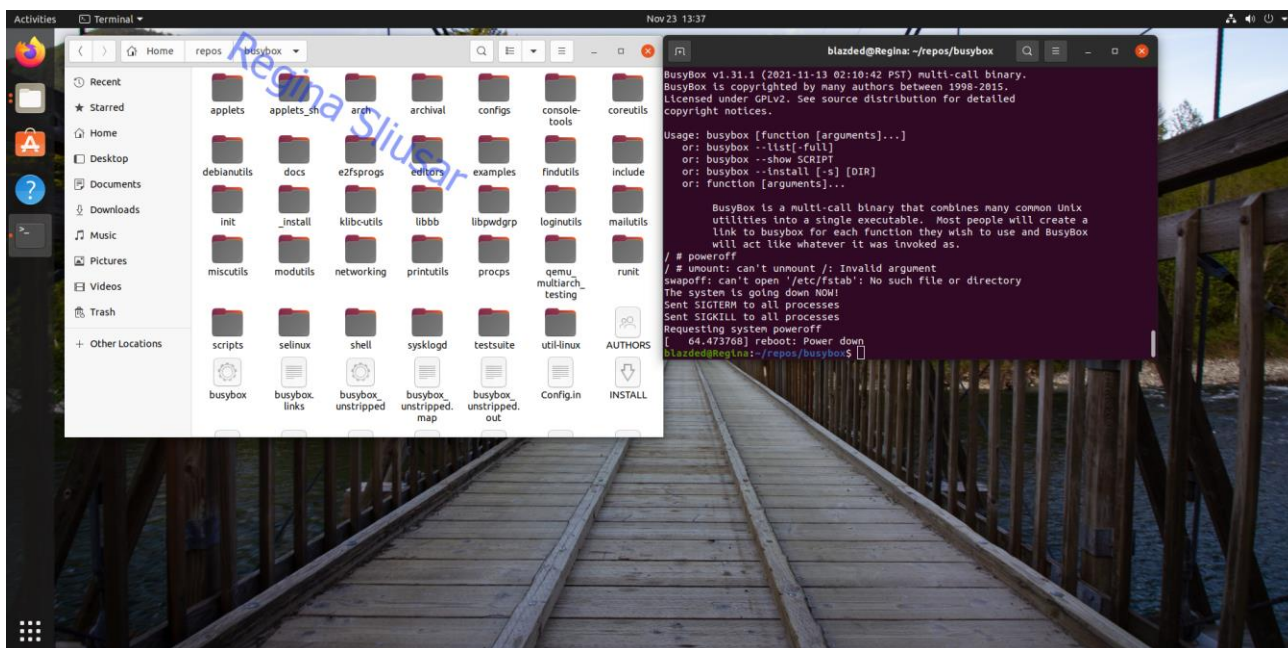 Activities
Terminal
Nov 23 13:37
Home repos busybox
Recent
Starred
Home
Desktop
Documents
Downloads
Music
Pictures
Videos
Trash
+ Other Locations
applets applets_sh arch archival configs console-
tools
coreutils
debianutils docs e2fsprogs editors examples findutils include
init _install klibc-utils libbb libpwdgrp loginutils mailutils
miscutils modutils networking printutils procps qemu_
multiarch_
testing
runit
scripts selinux shell sysklogd testsuite util-linux AUTHORS
busybox busybox.
links
busybox_
unstripped
busybox_
unstripped.
map
busybox_
unstripped.
out
Config.in INSTALL
Regina Sliusar
blazded@Regina: ~/repos/busybox
BusyBox v1.31.1 (2021-11-13 02:10:42 PST) multi-call binary.
BusyBox is copyrighted by many authors between 1998-2015.
Licensed under GPLv2. See source distribution for detailed
copyright notices.
Usage: busybox [function [arguments]...]
or: busybox --list[-full]
or: busybox --show SCRIPT
or: busybox --install [-s] [DIR]
or: function [arguments]...
BusyBox is a multi-call binary that combines many common Unix
utilities into a single executable. Most people will create a
link to busybox for each function they wish to use and BusyBox
will act like whatever it was invoked as.
/ # poweroff
/ # umount: can't unmount /: Invalid argument
swapoff: can't open '/etc/fstab': No such file or directory
The system is going down NOW!
Sent SIGTERM to all processes
Sent SIGKILL to all processes
Requesting system poweroff
[ 64.473768] reboot: Power down
blazded@Regina:~/repos/busybox$